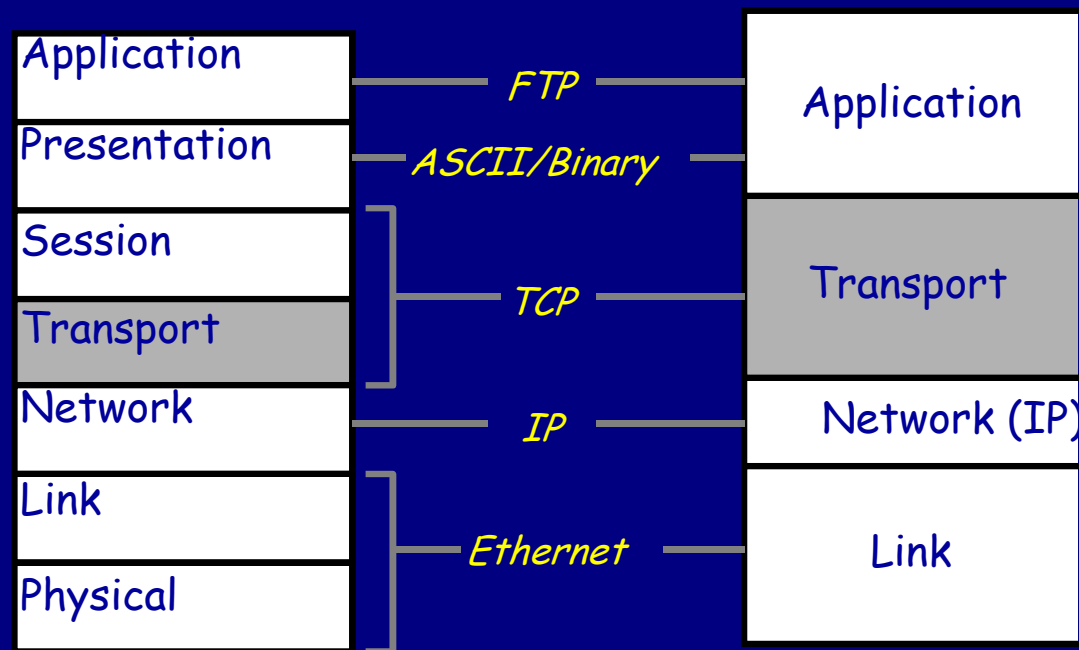 Application
Presentation
Session
Transport
Network
Link
Physical
FTP
ASCII/Binary
TCP
IP
Ethernet
Application
Transport
Network (IP)
Link